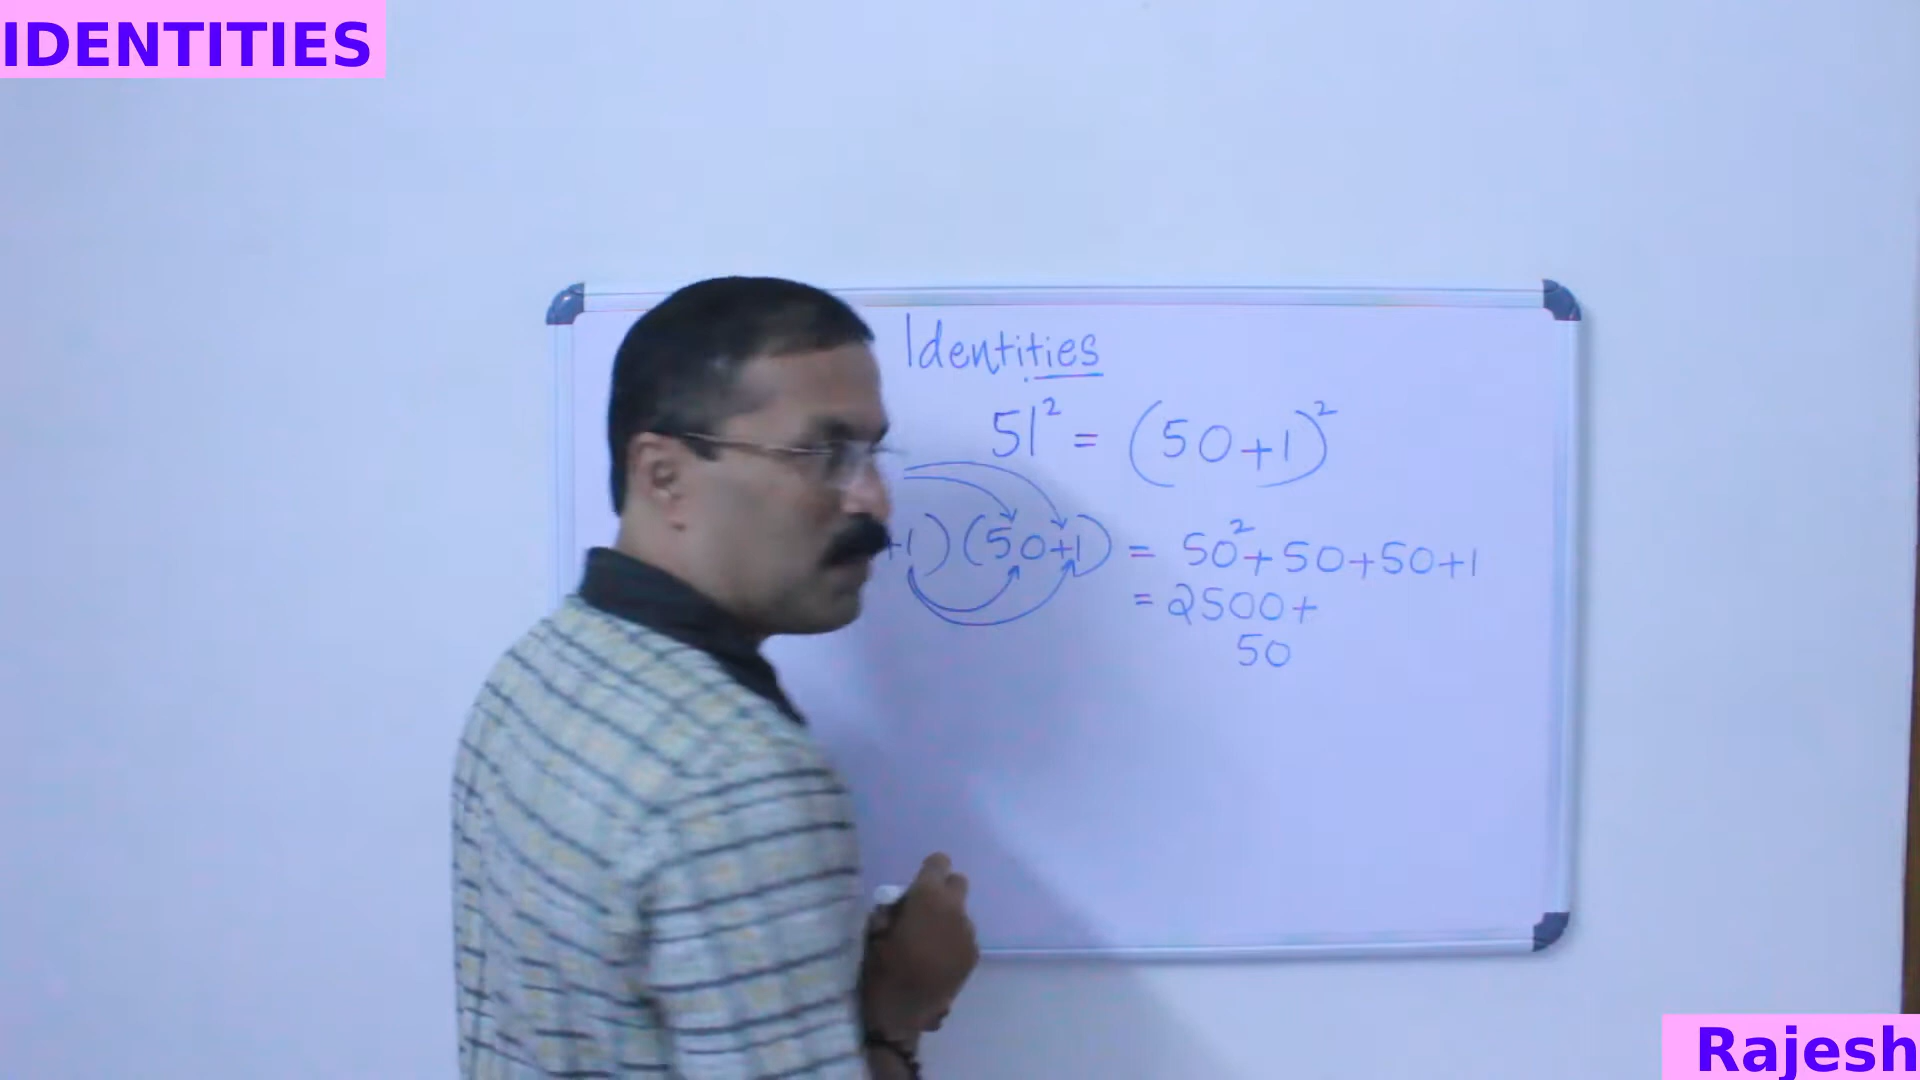 IDENTITIES
Identities
51² = (50+1)²
+1)(50+1) = 50²+50+50+1
= 2500+
50
Rajesh